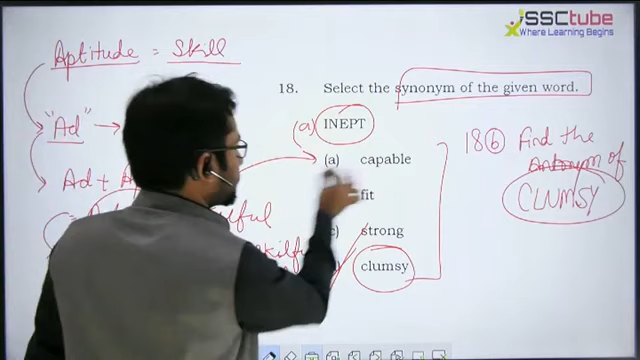 SSCtube
Where Learning Begins
Aptitude = Skill
18. Select the synonym of the given word.
"Ad" →
(a) INEPT
18(b) Find the
Antonym of
CLUMSY
(a) capable
Ad +
fit
strong
clumsy